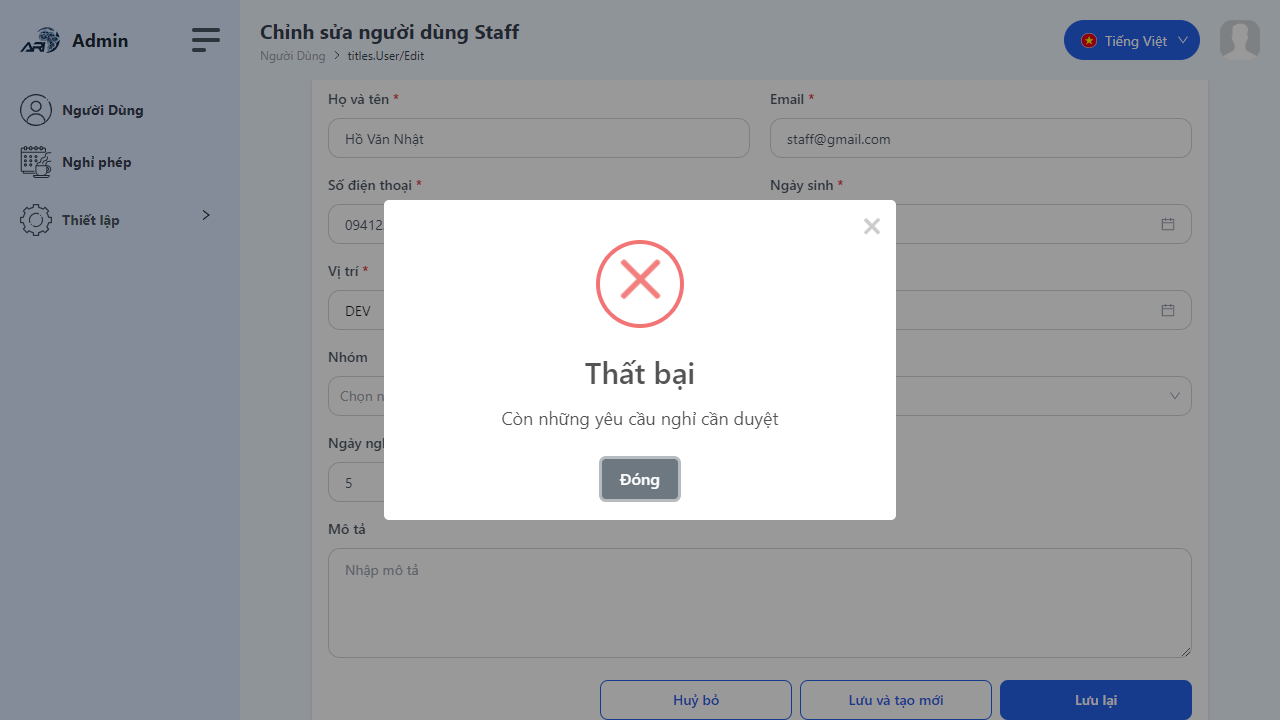 ARI
Admin
Người Dùng
Nghỉ phép
Thiết lập
Chỉnh sửa người dùng Staff
Người Dùng > titles.User/Edit
Tiếng Việt
Họ và tên *
Email *
Hồ Văn Nhật
staff@gmail.com
Số điện thoại *
Ngày sinh *
09412
Vị trí *
DEV
Nhóm
Chọn
Ngày
5
Thất bại
Còn những yêu cầu nghỉ cần duyệt
Đóng
Mô tả
Nhập mô tả
Huỷ bỏ
Lưu và tạo mới
Lưu lại